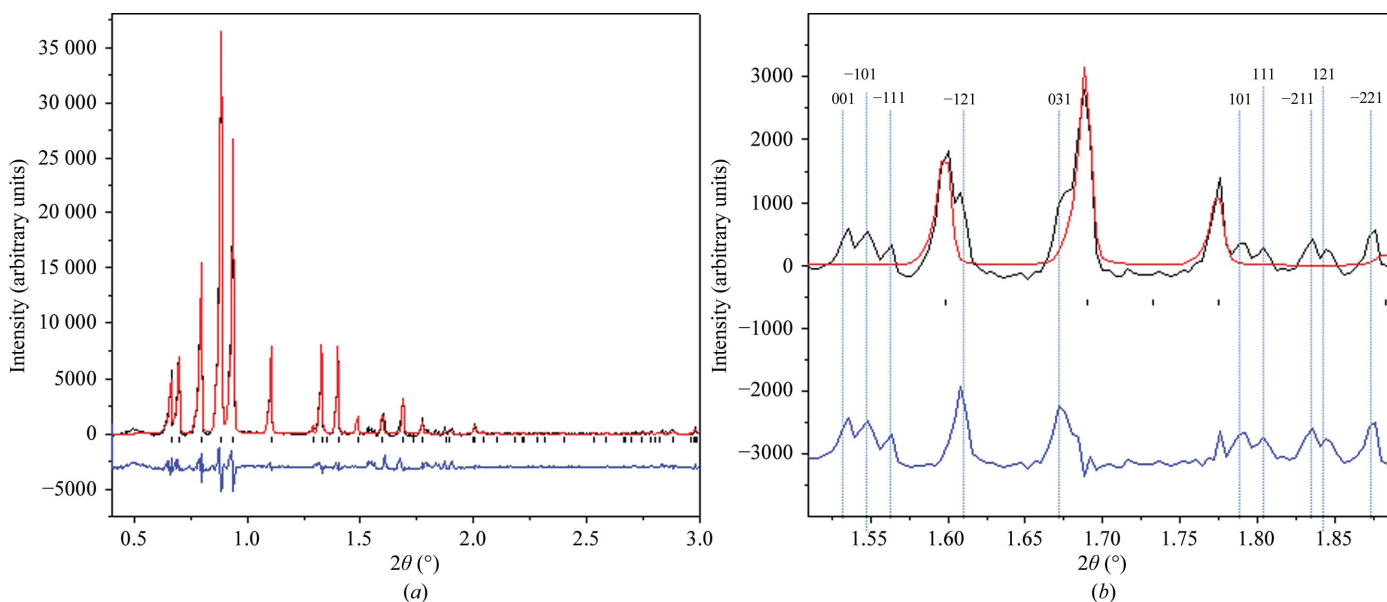 35 000
30 000
25 000
20 000
15 000
10 000
5000
0
−5000
Intensity (arbitrary units)
0.5 1.0 1.5 2.0 2.5 3.0
2θ (°)
(a)
3000
2000
1000
0
−1000
−2000
−3000
Intensity (arbitrary units)
−101 111 121
001 −111 −121 031 101 −211 −221
1.55 1.60 1.65 1.70 1.75 1.80 1.85
2θ (°)
(b)